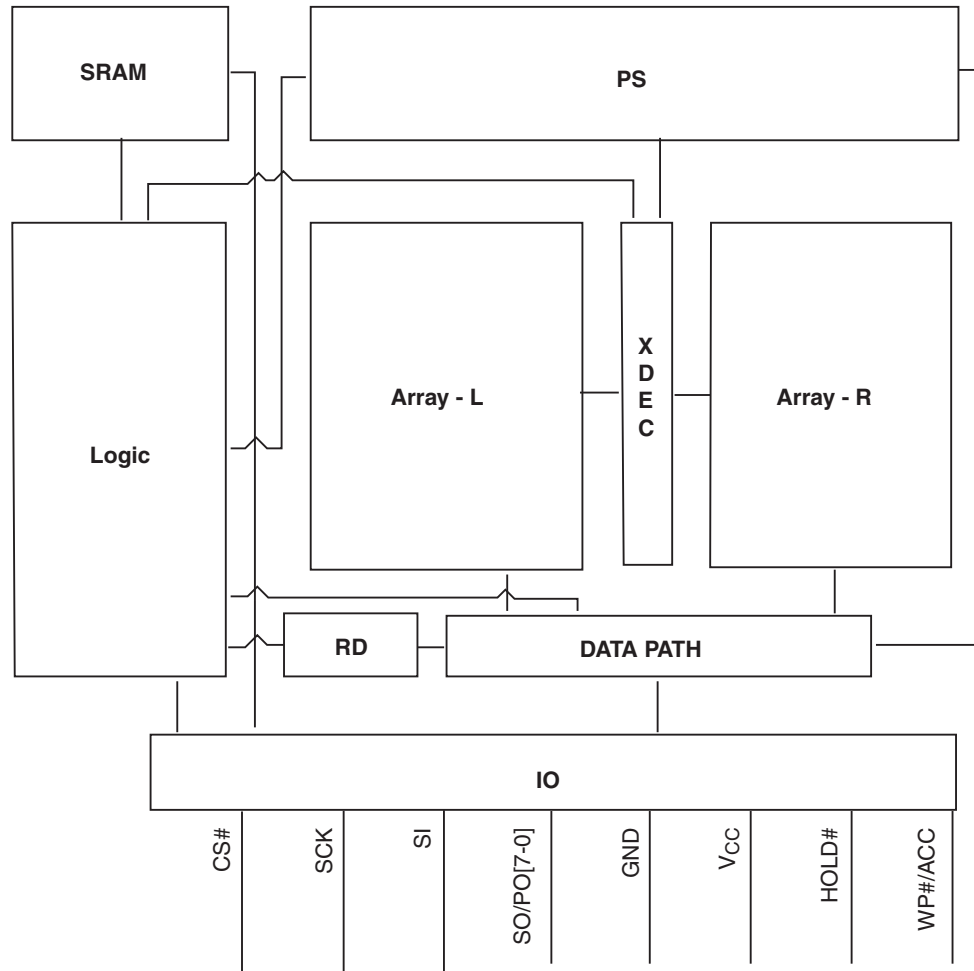 SRAM
PS
Logic
Array - L
X
D
E
C
Array - R
RD
DATA PATH
IO
CS#
SCK
SI
SO/PO[7-0]
GND
VCC
HOLD#
WP#/ACC